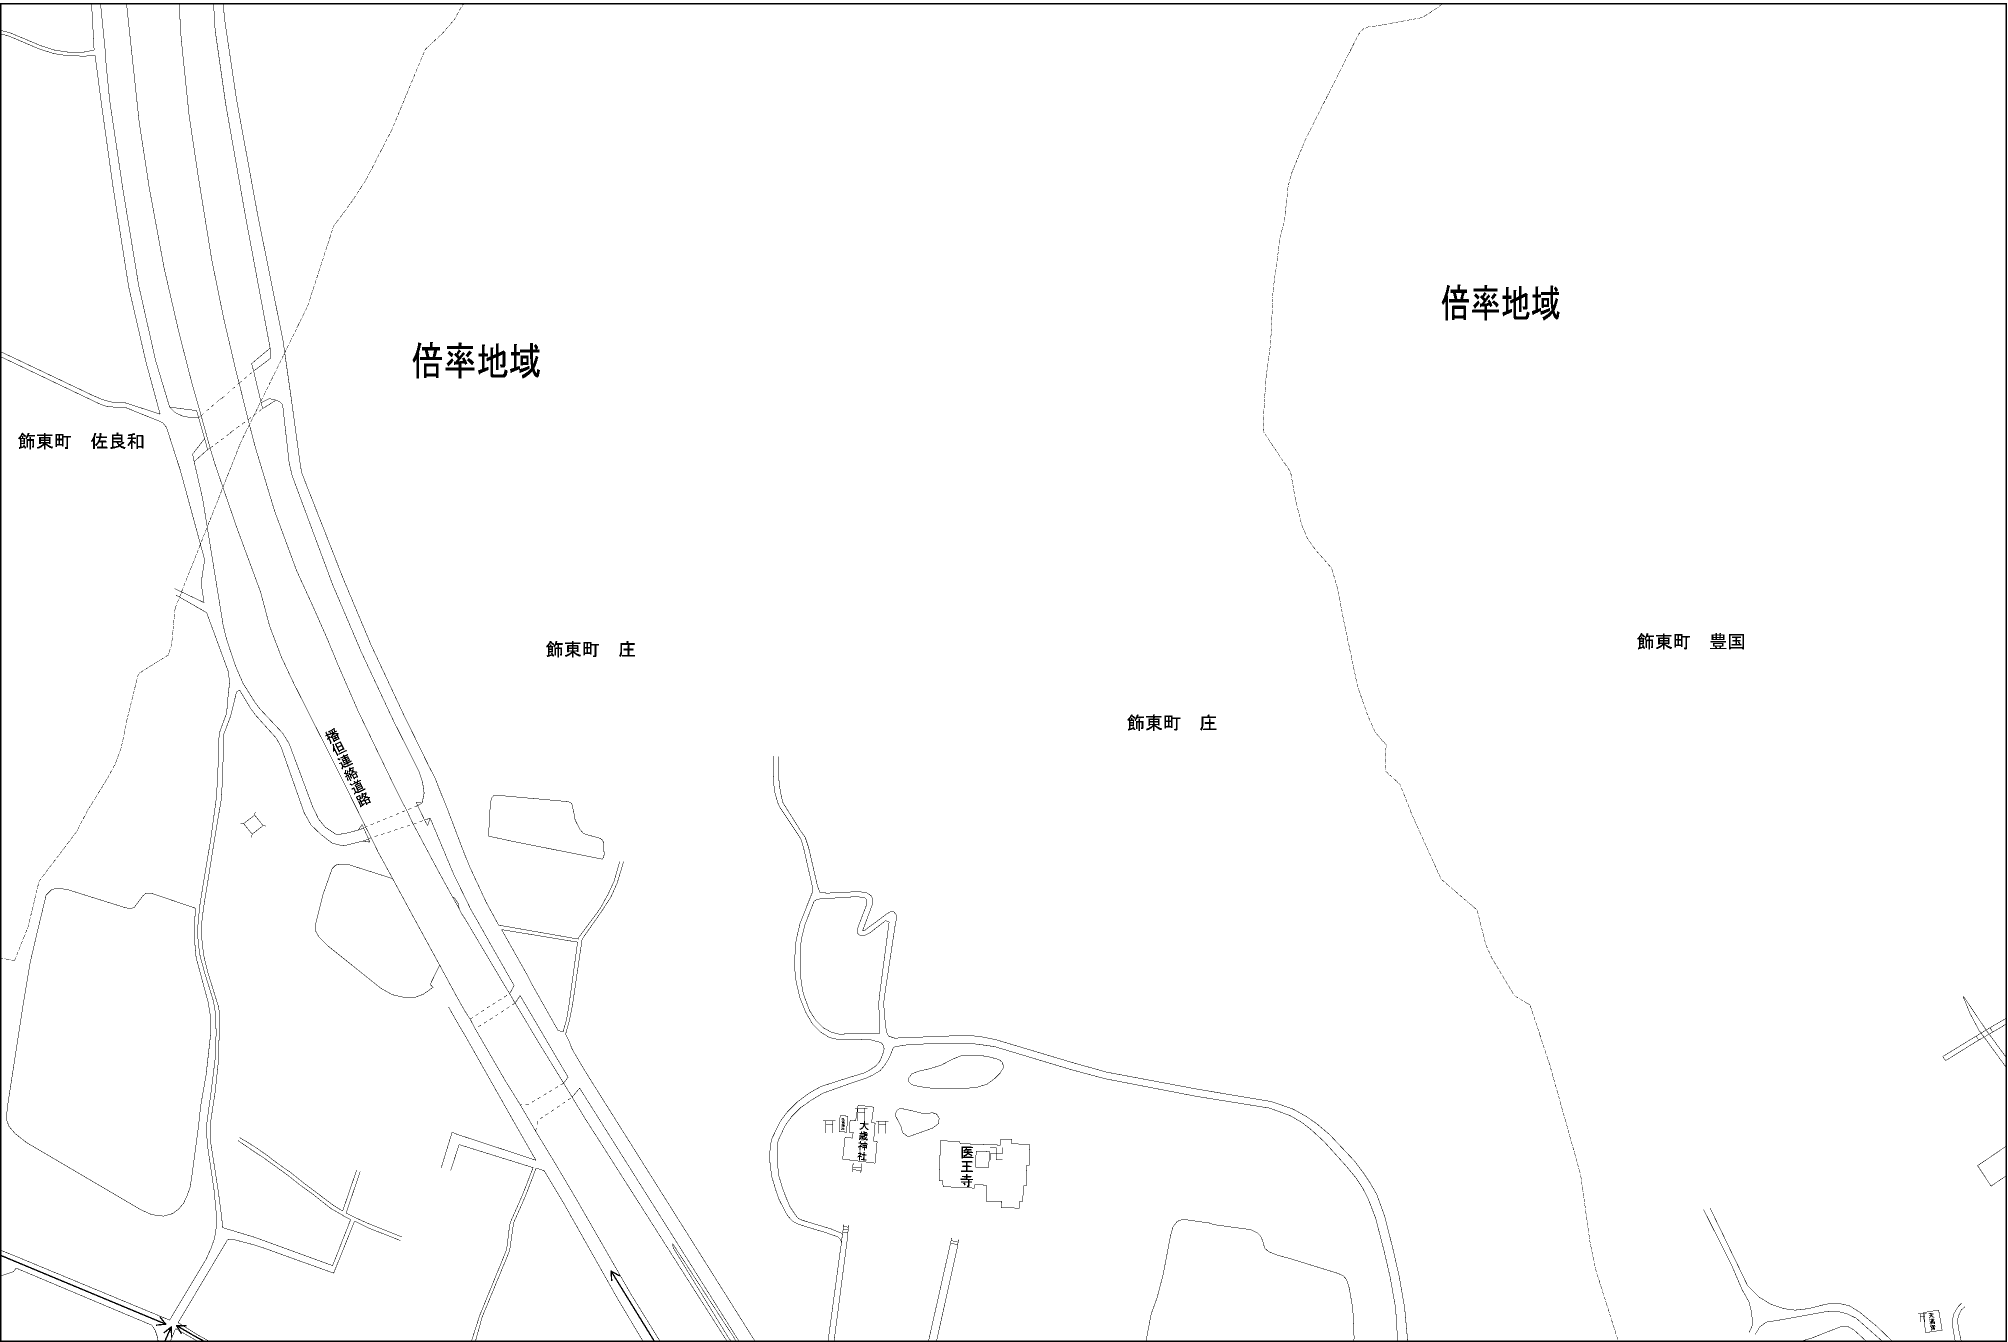 倍率地域
倍率地域
飾東町　佐良和
飾東町　庄
飾東町　豊国
飾東町　庄
播但連絡道路
大歳神社
医王寺